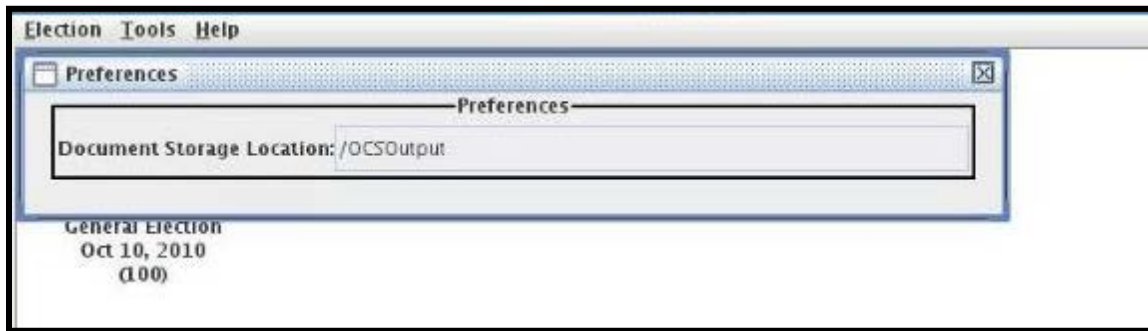 Election Tools Help
Preferences
Preferences
Document Storage Location: /OCSOutput
General Election
Oct 10, 2010
(100)